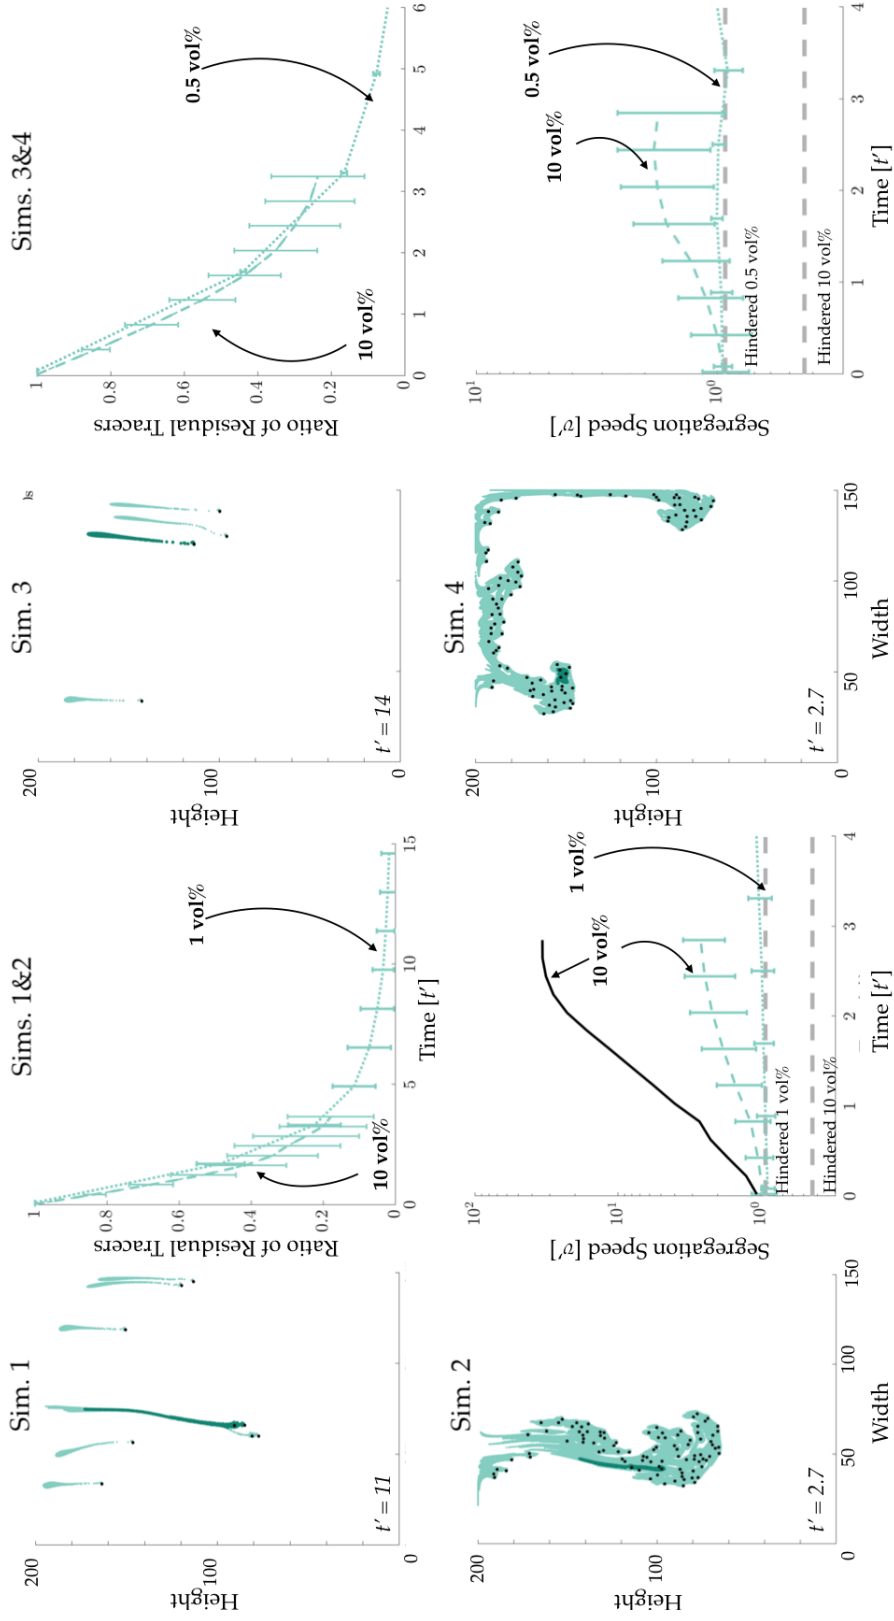 Sim. 1
200
100
0
Height
t' = 11
Sims. 1&2
1
0.8
0.6
0.4
0.2
0
Ratio of Residual Tracers
1 vol%
10 vol%
0 5 10 15
Time [t']
Sim. 3
200
100
0
Height
t' = 14
Sims. 3&4
1
0.8
0.6
0.4
0.2
0
Ratio of Residual Tracers
0.5 vol%
10 vol%
0 1 2 3 4 5 6
Sim. 2
200
100
0
Height
t' = 2.7
50 100 150
Width
10²
10¹
10⁰
Segregation Speed [v']
10 vol%
1 vol%
Hindered 1 vol%
Hindered 10 vol%
0 1 2 3 4
Time [t']
Sim. 4
200
100
0
Height
t' = 2.7
50 100 150
Width
10¹
10⁰
Segregation Speed [v']
10 vol%
0.5 vol%
Hindered 0.5 vol%
Hindered 10 vol%
0 1 2 3 4
Time [t']